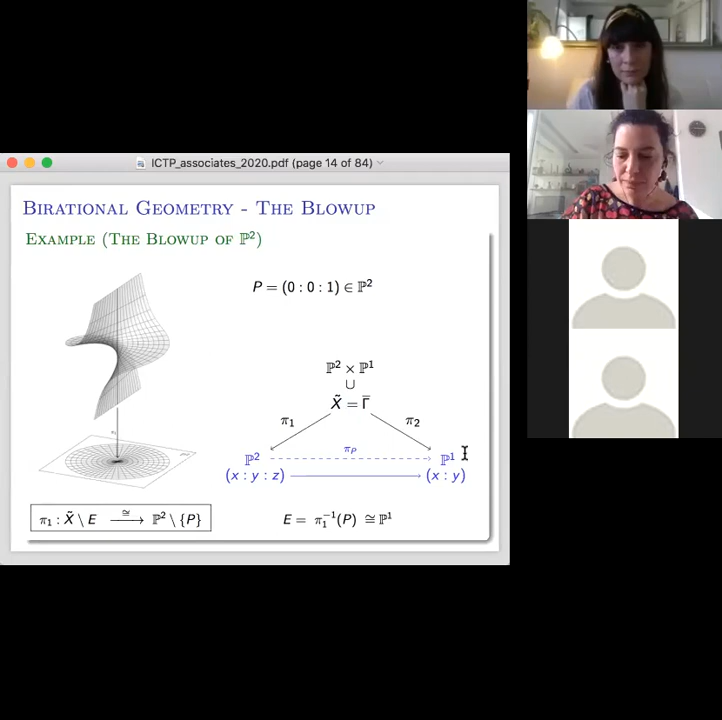 ICTP_associates_2020.pdf (page 14 of 84)
BIRATIONAL GEOMETRY - THE BLOWUP
EXAMPLE (THE BLOWUP OF ℙ²)
P = (0 : 0 : 1) ∈ ℙ²
ℙ² × ℙ¹
∪
X̃ = Γ̄
π₁ π₂
ℙ² π_P ℙ¹
(x : y : z) (x : y)
π₁ : X̃ \ E ≅⟶ ℙ² \ {P}
E = π₁⁻¹(P) ≅ ℙ¹